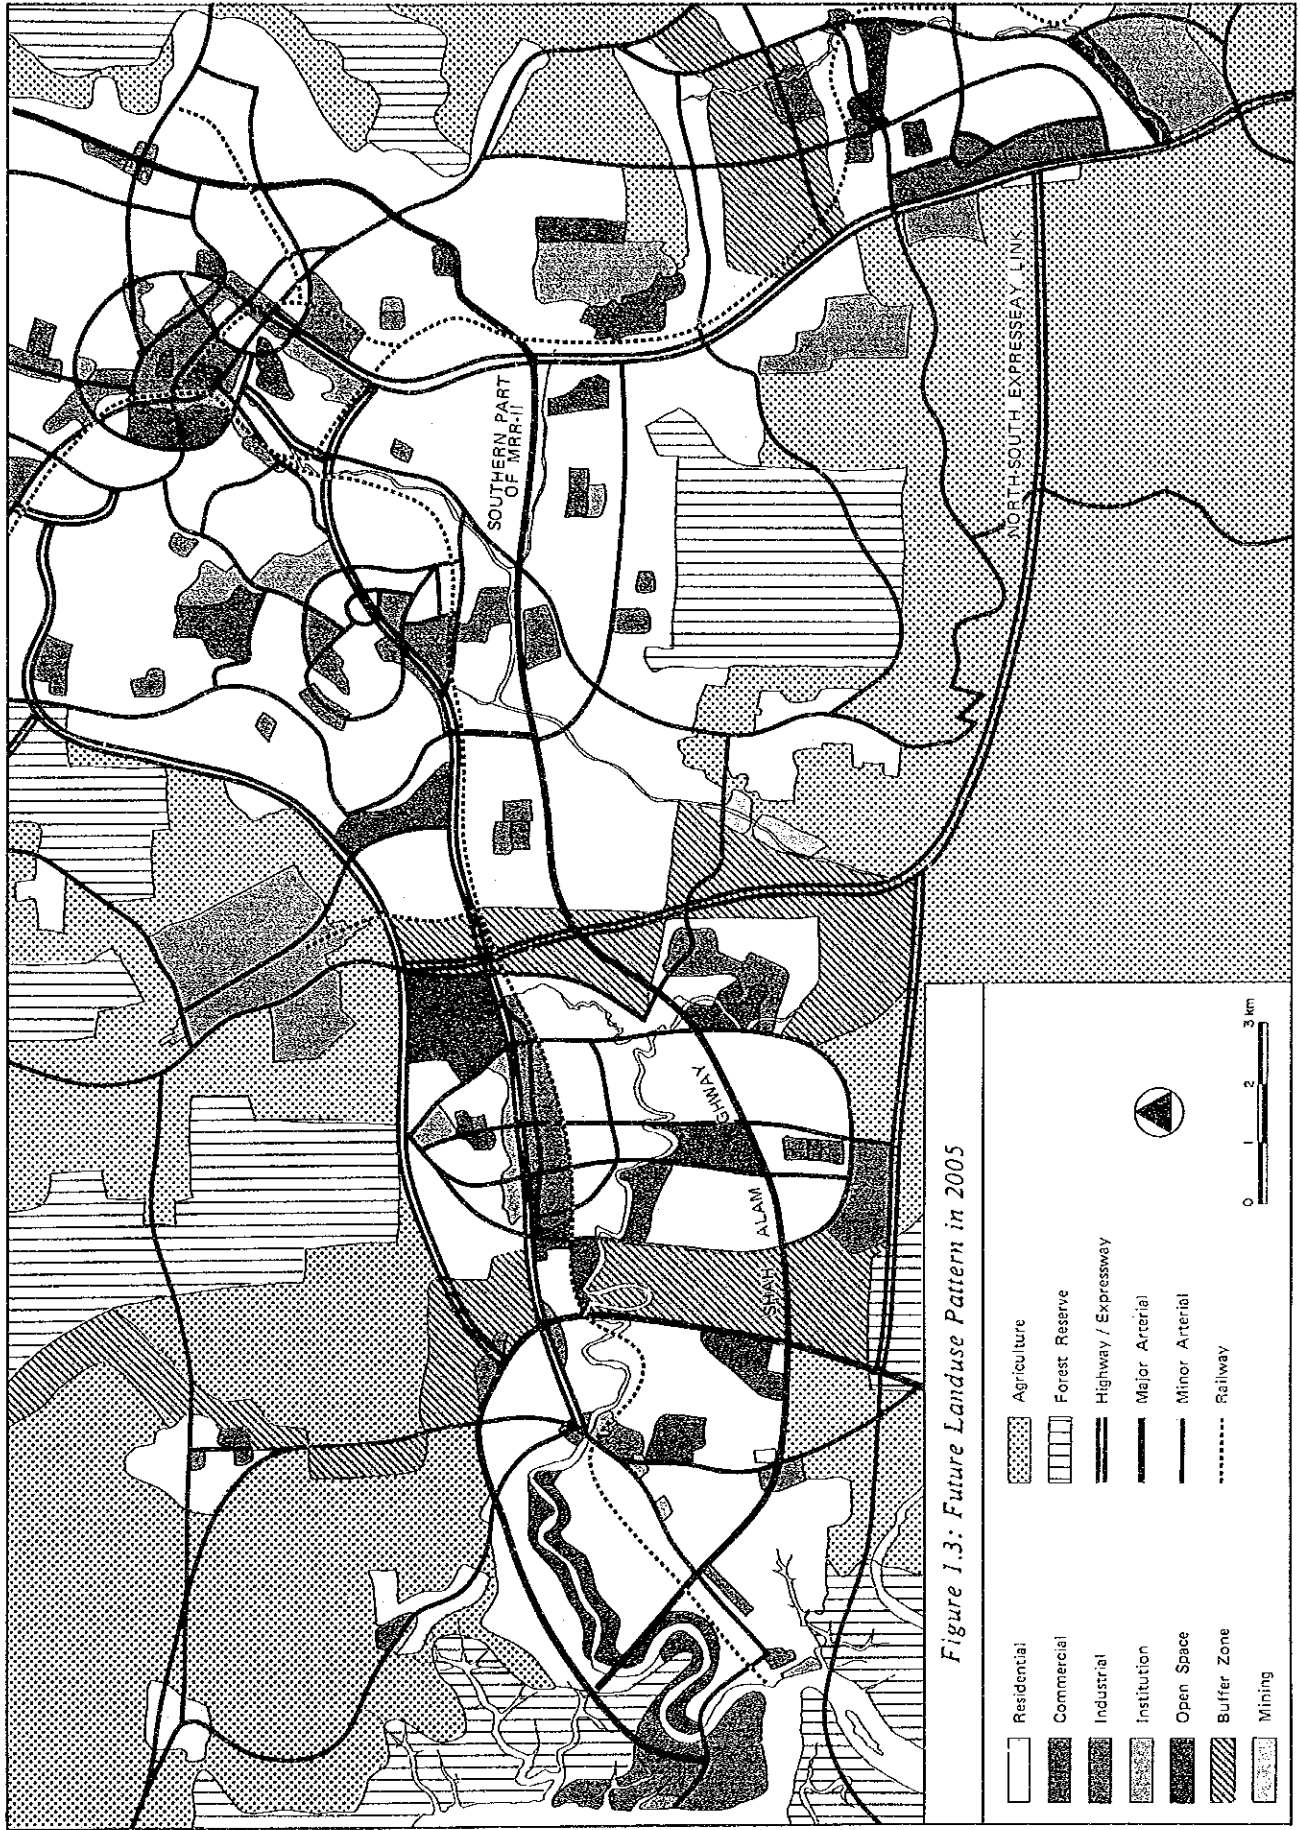 SOUTHERN PART
OF MRR-II
NORTH-SOUTH EXPRESSEAY LINK
SHAH ALAM GHWAY
Figure 1.3: Future Landuse Pattern in 2005
Residential
Commercial
Industrial
Institution
Open Space
Buffer Zone
Mining
Agriculture
Forest Reserve
Highway / Expressway
Major Arterial
Minor Arterial
Railway
0 1 2 3 km